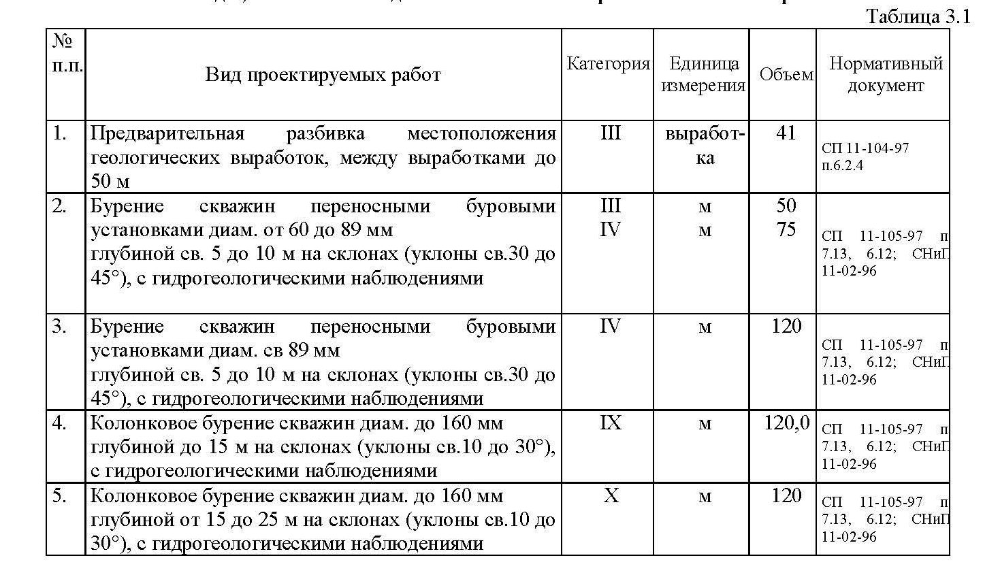 Таблица 3.1
№
п.п.
Вид проектируемых работ
Категория
Единица
измерения
Объем
Нормативный
документ
1.
Предварительная разбивка местоположения
геологических выработок, между выработками до
50 м
III
выработ-
ка
41
СП 11-104-97
п.6.2.4
2.
Бурение скважин переносными буровыми
установками диам. от 60 до 89 мм
глубиной св. 5 до 10 м на склонах (уклоны св.30 до
45°), с гидрогеологическими наблюдениями
III
IV
м
м
50
75
СП 11-105-97 п
7.13, 6.12; СНиП
11-02-96
3.
Бурение скважин переносными буровыми
установками диам. св 89 мм
глубиной св. 5 до 10 м на склонах (уклоны св.30 до
45°), с гидрогеологическими наблюдениями
IV
м
120
СП 11-105-97 п
7.13, 6.12; СНиП
11-02-96
4.
Колонковое бурение скважин диам. до 160 мм
глубиной до 15 м на склонах (уклоны св.10 до 30°),
с гидрогеологическими наблюдениями
IX
м
120,0
СП 11-105-97 п
7.13, 6.12; СНиП
11-02-96
5.
Колонковое бурение скважин диам. до 160 мм
глубиной от 15 до 25 м на склонах (уклоны св.10 до
30°), с гидрогеологическими наблюдениями
X
м
120
СП 11-105-97 п
7.13, 6.12; СНиП
11-02-96